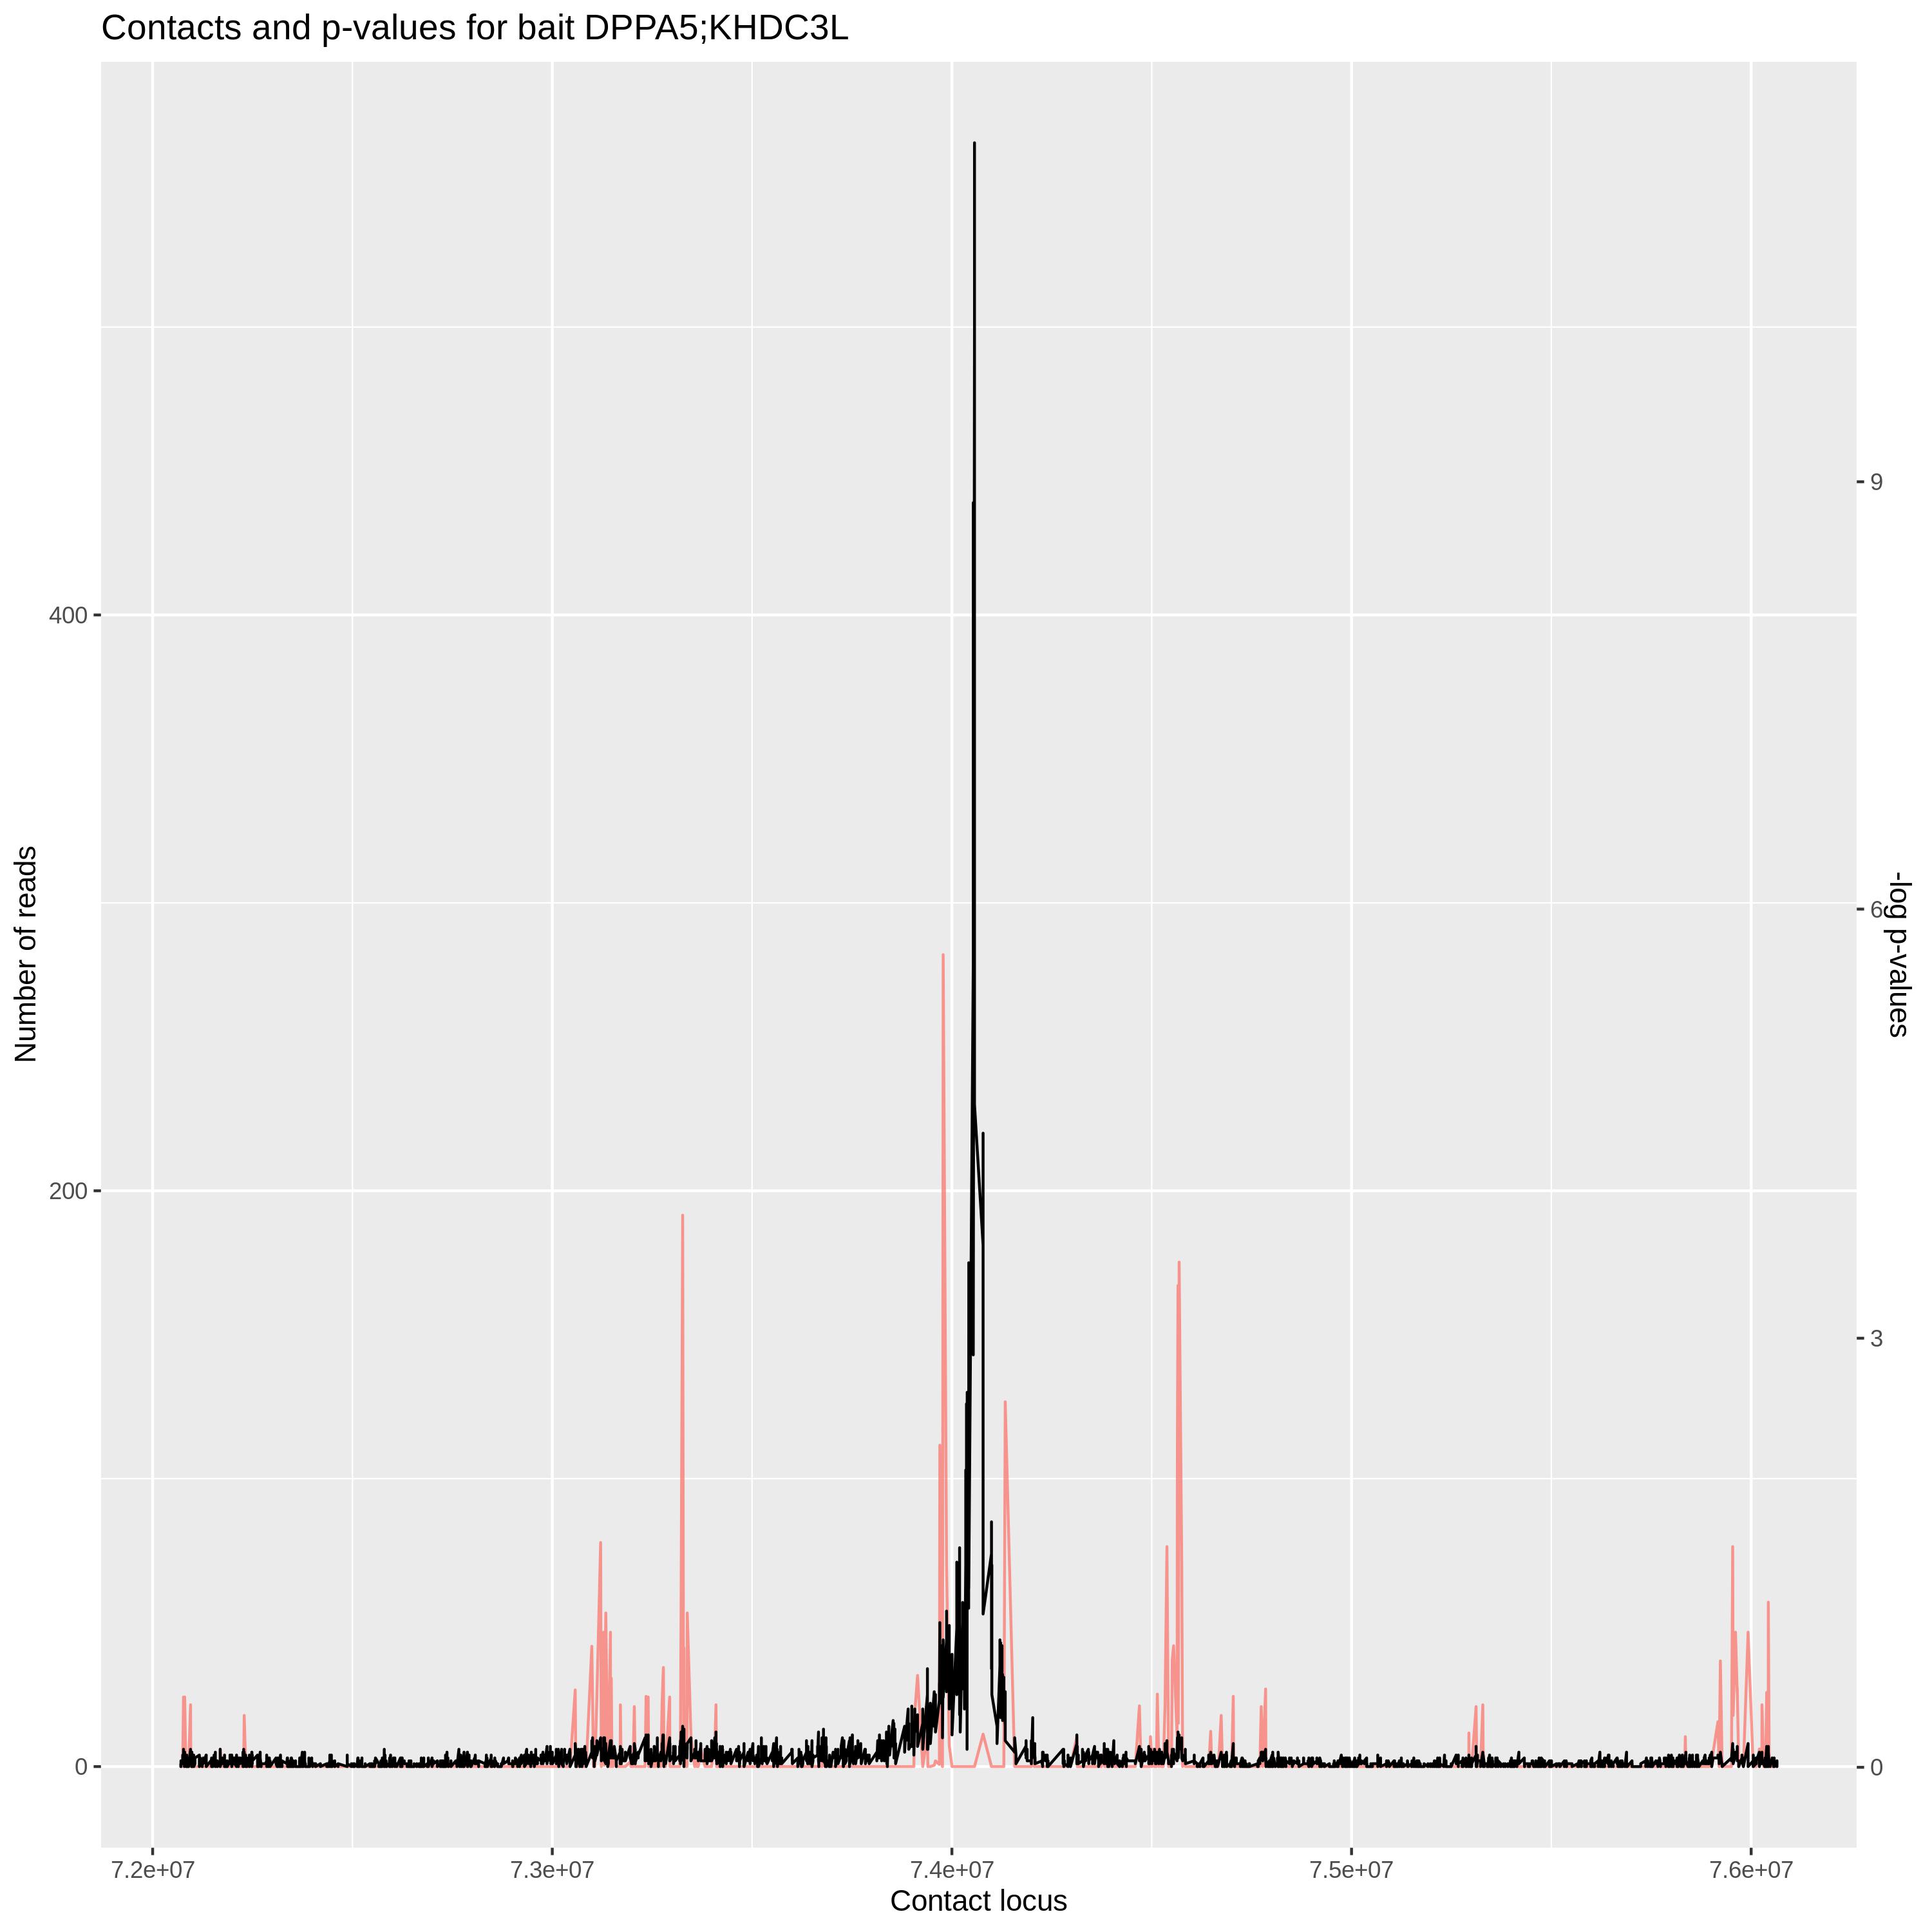 Contacts and p-values for bait DPPA5;KHDC3L
Number of reads
400
200
0
9
6
3
0
-log p-values
7.2e+07 7.3e+07 7.4e+07 7.5e+07 7.6e+07
Contact locus